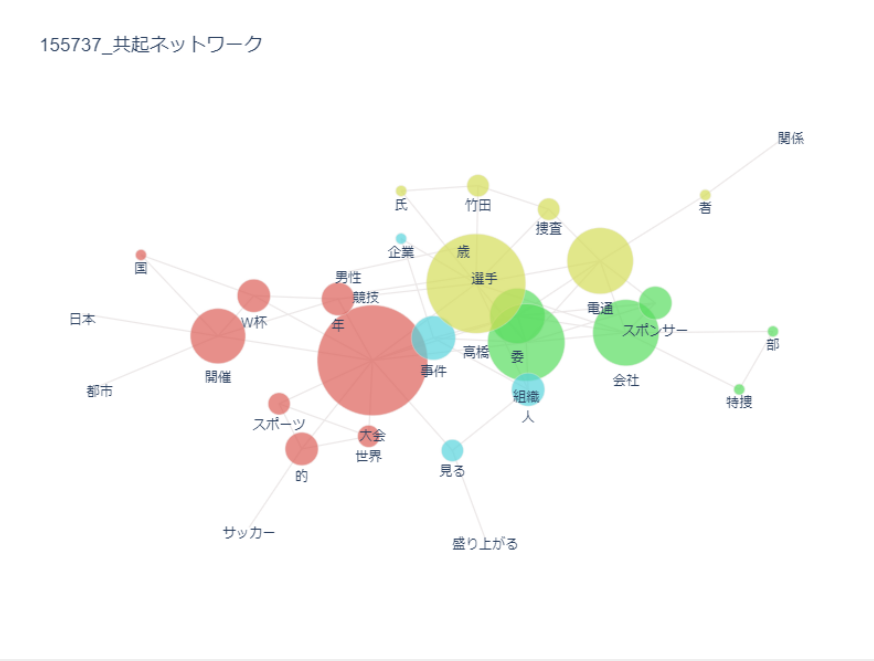 155737_共起ネットワーク
関係
氏
竹田
者
捜査
企業
歳
国
男性
選手
競技
日本
W杯
年
電通
スポンサー
高橋
委
部
事件
開催
会社
都市
組織
特捜
人
スポーツ
大会
世界
見る
的
サッカー
盛り上がる